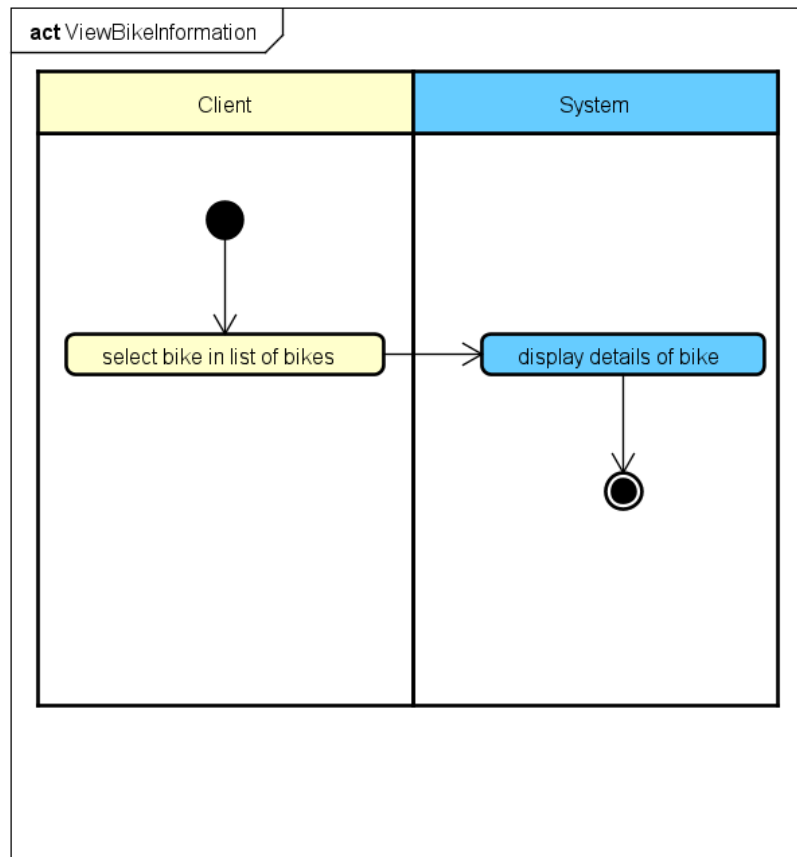 act ViewBikeInformation
Client
System
select bike in list of bikes
display details of bike